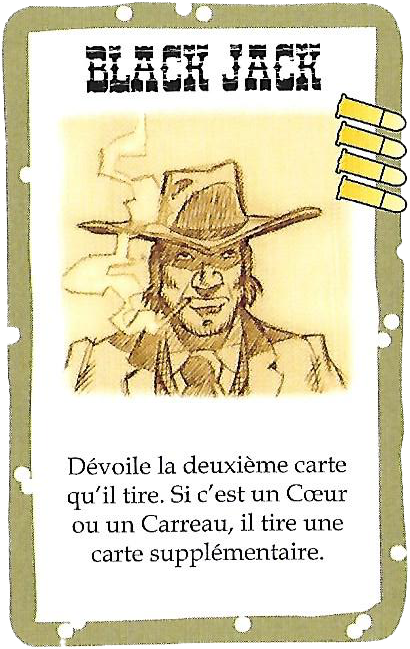 BLACK JACK
Dévoile la deuxième carte
qu'il tire. Si c'est un Cœur
ou un Carreau, il tire une
carte supplémentaire.